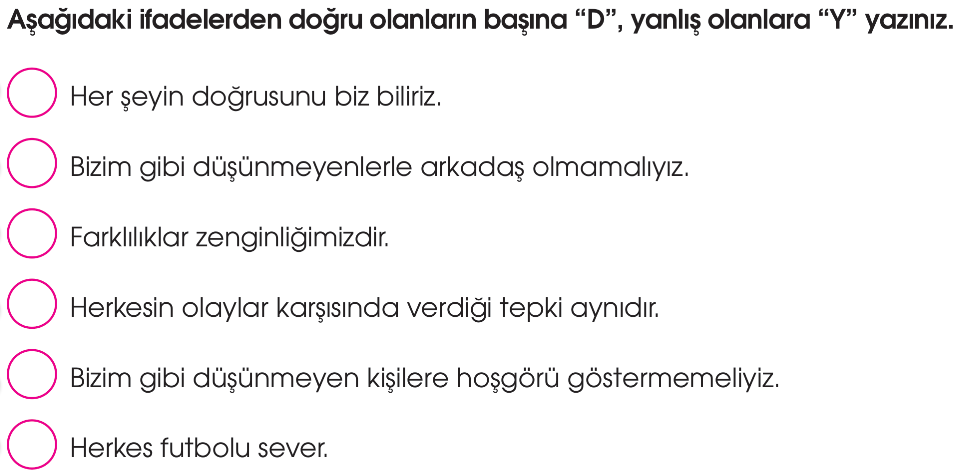 Aşağıdaki ifadelerden doğru olanların başına “D”, yanlış olanlara “Y” yazınız.
Her şeyin doğrusunu biz biliriz.
Bizim gibi düşünmeyenlerle arkadaş olmamalıyız.
Farklılıklar zenginliğimizdir.
Herkesin olaylar karşısında verdiği tepki aynıdır.
Bizim gibi düşünmeyen kişilere hoşgörü göstermemeliyiz.
Herkes futbolu sever.